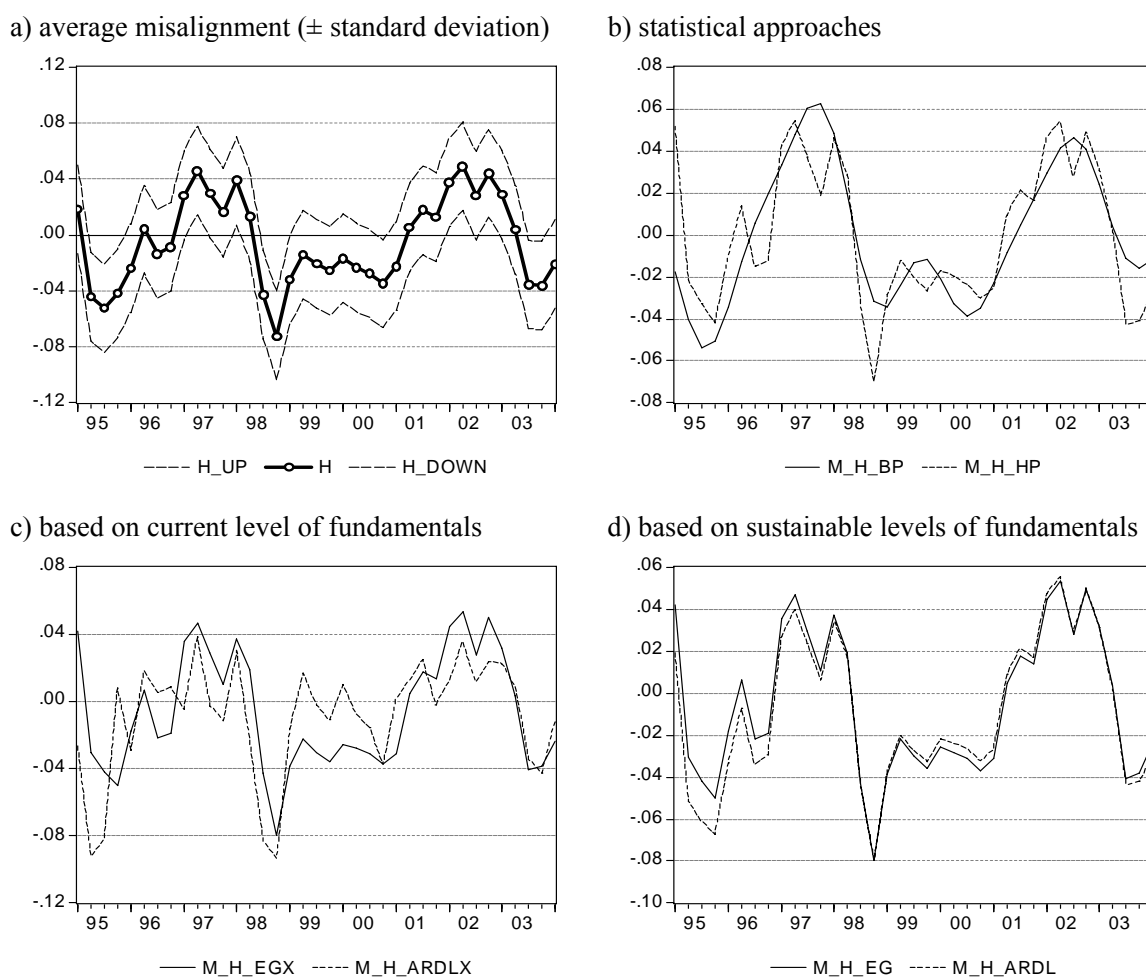 a) average misalignment (± standard deviation)
.12
.08
.04
.00
-.04
-.08
-.12
95 96 97 98 99 00 01 02 03
H_UP H H_DOWN
b) statistical approaches
.08
.06
.04
.02
.00
-.02
-.04
-.06
-.08
95 96 97 98 99 00 01 02 03
M_H_BP M_H_HP
c) based on current level of fundamentals
.08
.04
.00
-.04
-.08
-.12
95 96 97 98 99 00 01 02 03
M_H_EGX M_H_ARDLX
d) based on sustainable levels of fundamentals
.06
.04
.02
.00
-.02
-.04
-.06
-.08
-.10
95 96 97 98 99 00 01 02 03
M_H_EG M_H_ARDL